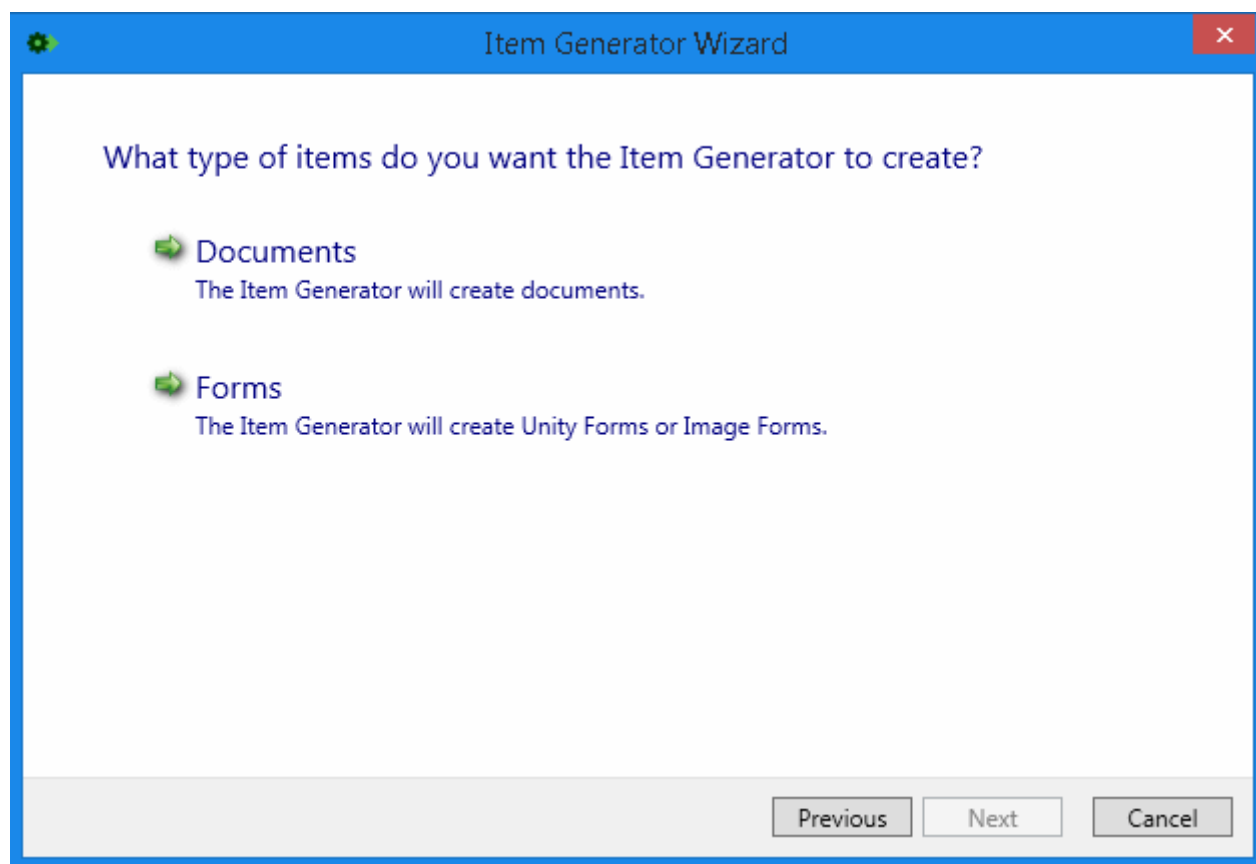 Item Generator Wizard
What type of items do you want the Item Generator to create?
Documents
The Item Generator will create documents.
Forms
The Item Generator will create Unity Forms or Image Forms.
Previous Next Cancel